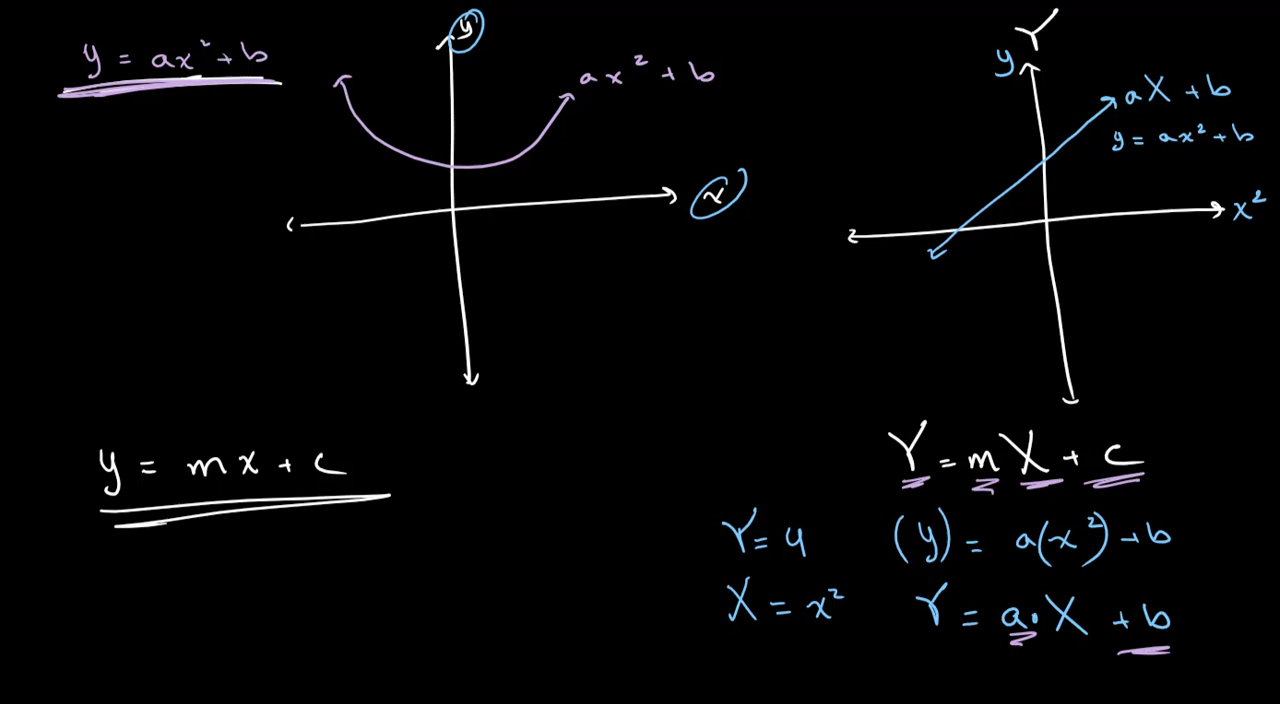 y = ax² + b
y
ax² + b
x
Y
y
aX + b
y = ax² + b
x²
y = mx + c
Y = mX + c
Y = y
(y) = a(x²) + b
X = x²
Y = a·X + b